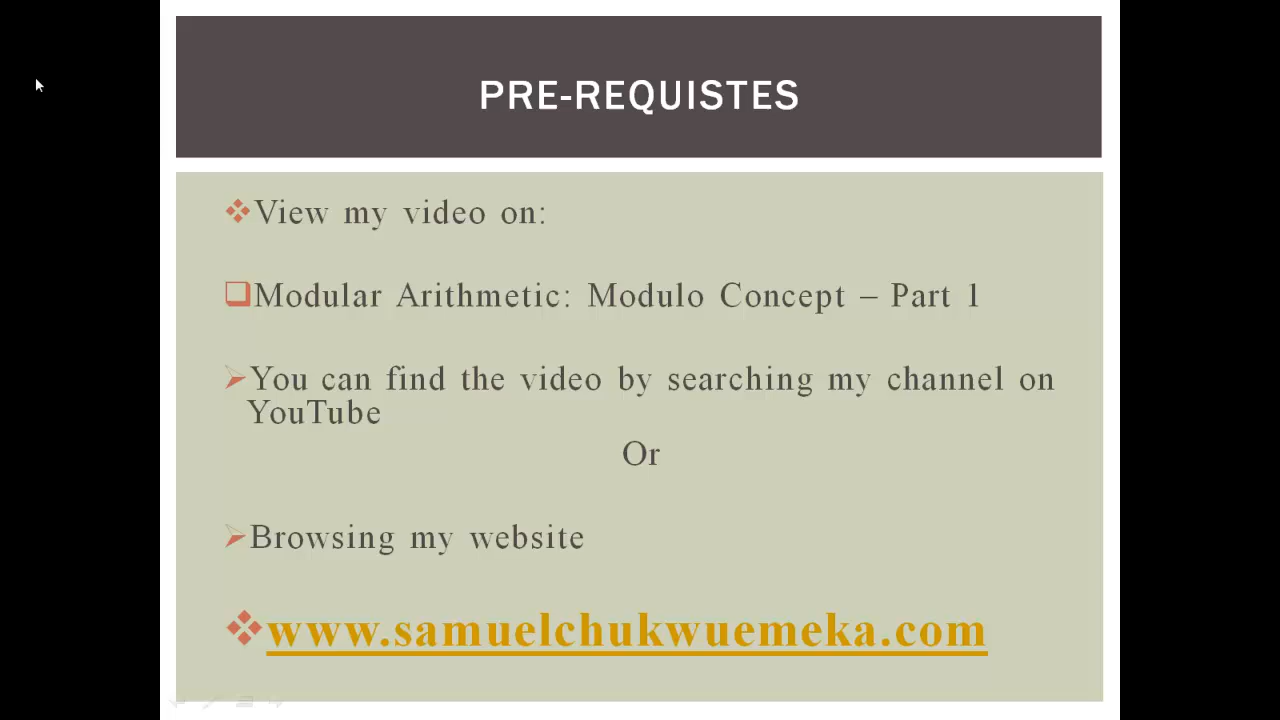 PRE-REQUISTES
View my video on:
Modular Arithmetic: Modulo Concept – Part 1
You can find the video by searching my channel on
YouTube
Or
Browsing my website
www.samuelchukwuemeka.com